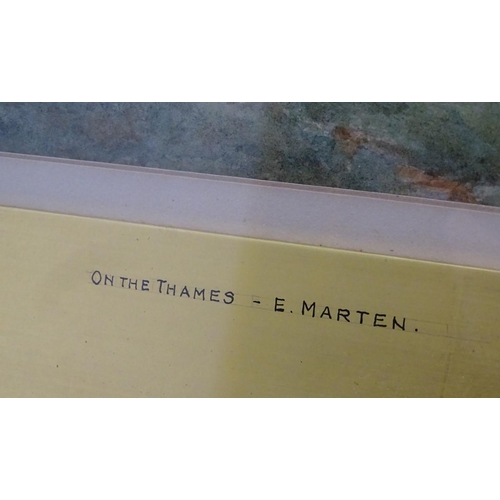 ON THE THAMES - E. MARTEN.